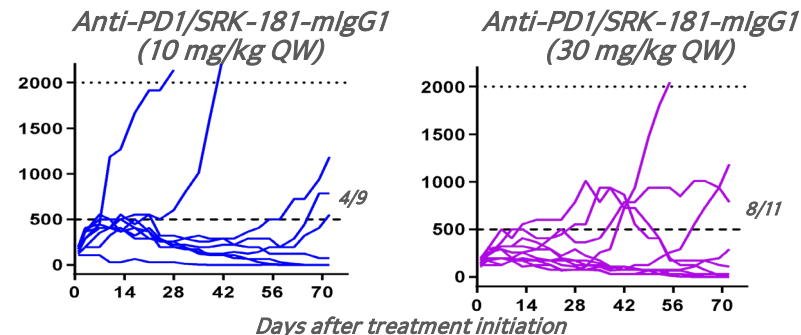 Anti-PD1/SRK-181-mIgG1
(10 mg/kg QW)
2000
1500
1000
500
0
4/9
0 14 28 42 56 70
Anti-PD1/SRK-181-mIgG1
(30 mg/kg QW)
2000
1500
1000
500
0
8/11
0 14 28 42 56 70
Days after treatment initiation